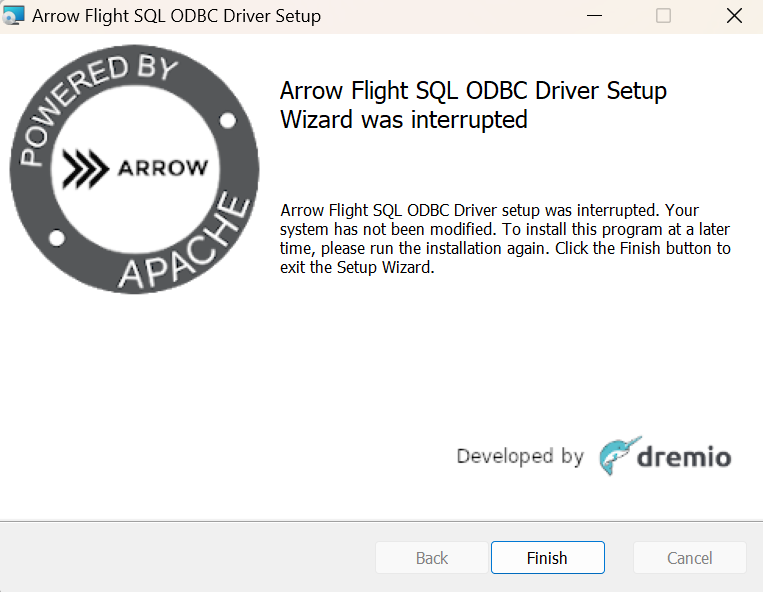 Arrow Flight SQL ODBC Driver Setup
POWERED BY
ARROW
APACHE
Arrow Flight SQL ODBC Driver Setup
Wizard was interrupted
Arrow Flight SQL ODBC Driver setup was interrupted. Your
system has not been modified. To install this program at a later
time, please run the installation again. Click the Finish button to
exit the Setup Wizard.
Developed by dremio
Back
Finish
Cancel